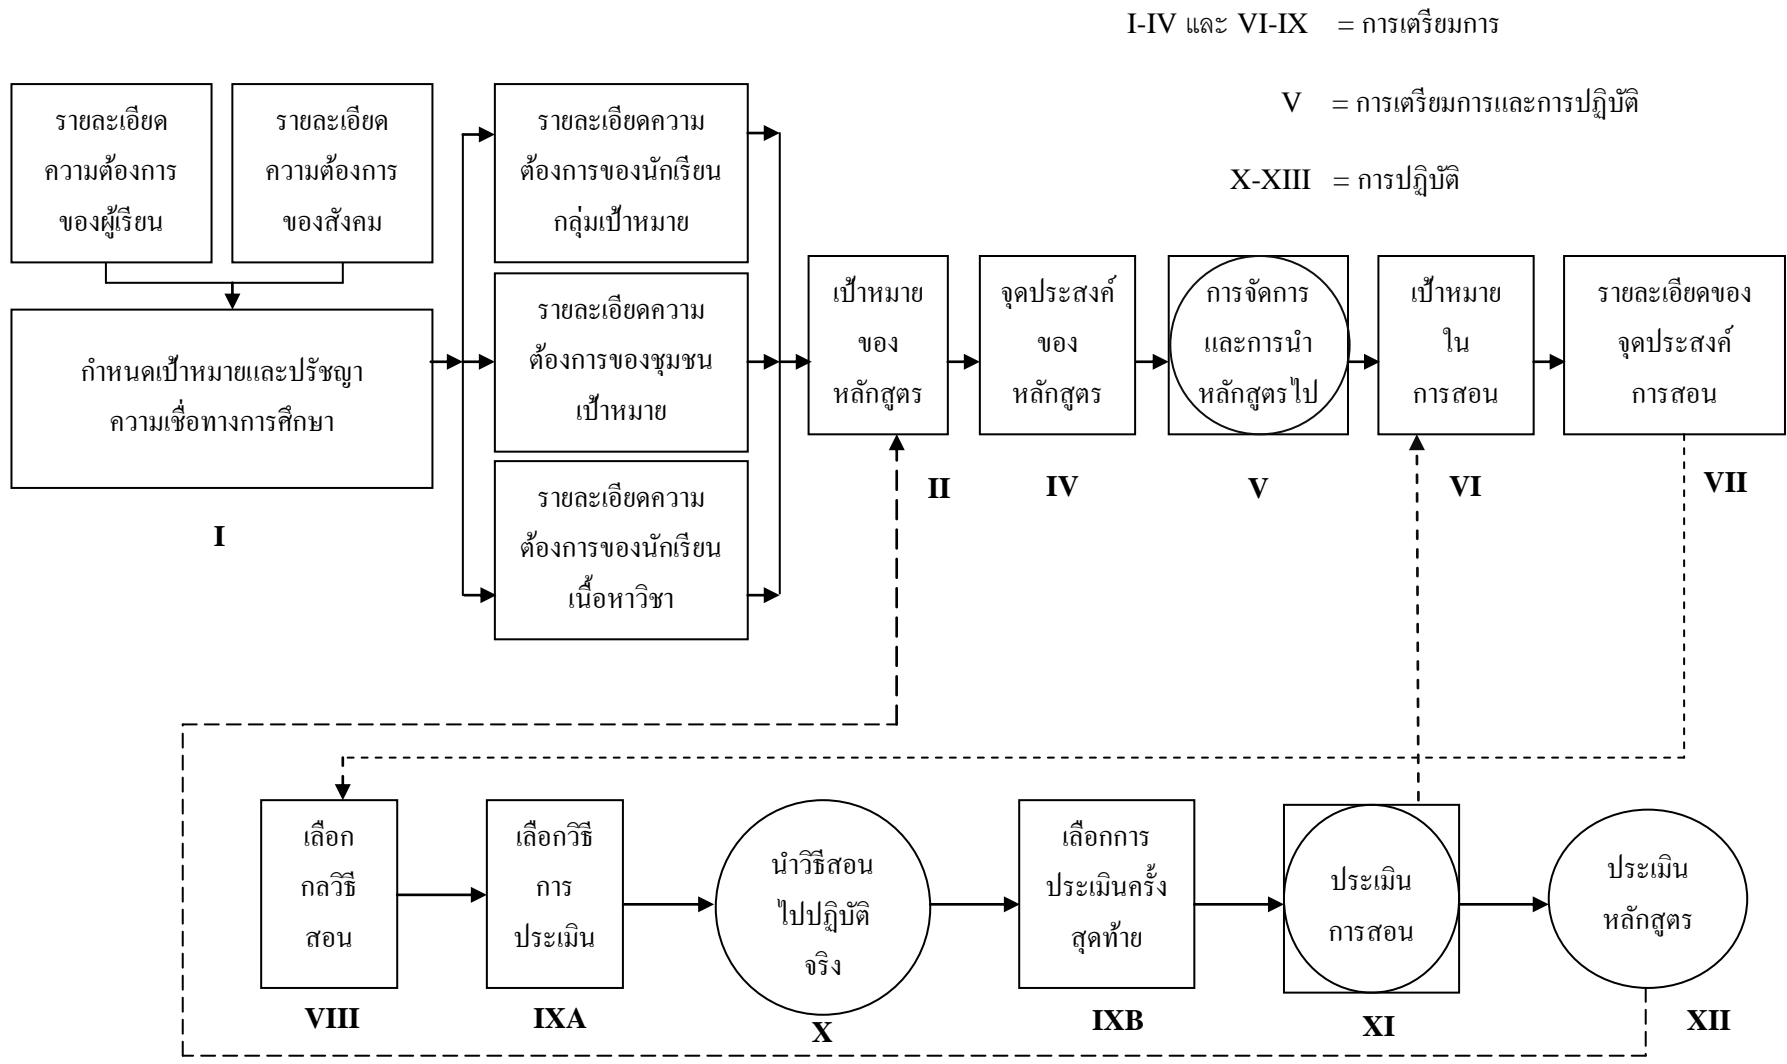 I-IV และ VI-IX = การเตรียมการ
V = การเตรียมการและการปฏิบัติ
X-XIII = การปฏิบัติ
รายละเอียด
ความต้องการ
ของผู้เรียน
รายละเอียด
ความต้องการ
ของสังคม
กำหนดเป้าหมายและปรัชญา
ความเชื่อทางการศึกษา
I
รายละเอียดความ
ต้องการของนักเรียน
กลุ่มเป้าหมาย
รายละเอียดความ
ต้องการของชุมชน
เป้าหมาย
รายละเอียดความ
ต้องการของนักเรียน
เนื้อหาวิชา
เป้าหมาย
ของ
หลักสูตร
II
จุดประสงค์
ของ
หลักสูตร
IV
การจัดการ
และการนำ
หลักสูตรไป
V
เป้าหมาย
ใน
การสอน
VI
รายละเอียดของ
จุดประสงค์
การสอน
VII
เลือก
กลวิธี
สอน
VIII
เลือกวิธี
การ
ประเมิน
IXA
นำวิธีสอน
ไปปฏิบัติ
จริง
X
เลือกการ
ประเมินครั้ง
สุดท้าย
IXB
ประเมิน
การสอน
XI
ประเมิน
หลักสูตร
XII